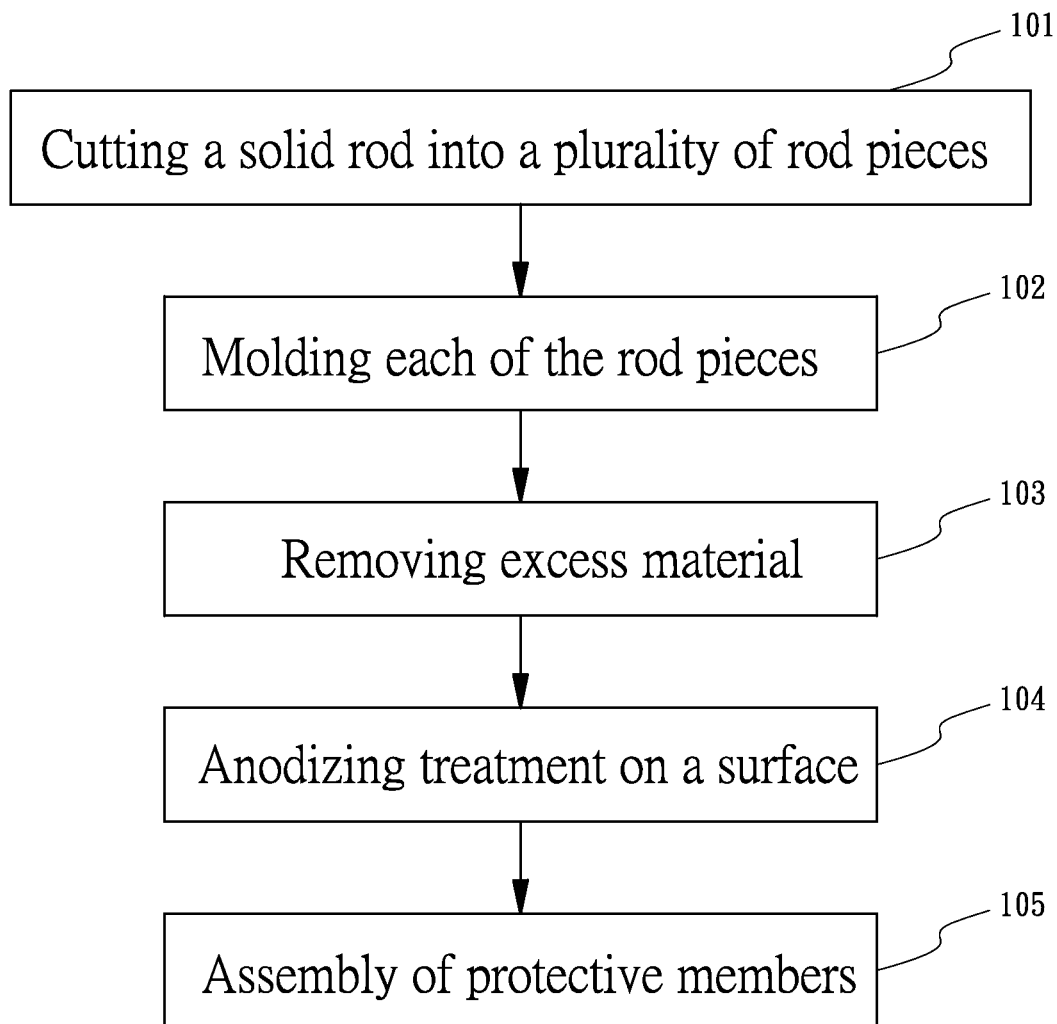 101
Cutting a solid rod into a plurality of rod pieces
102
Molding each of the rod pieces
103
Removing excess material
104
Anodizing treatment on a surface
105
Assembly of protective members